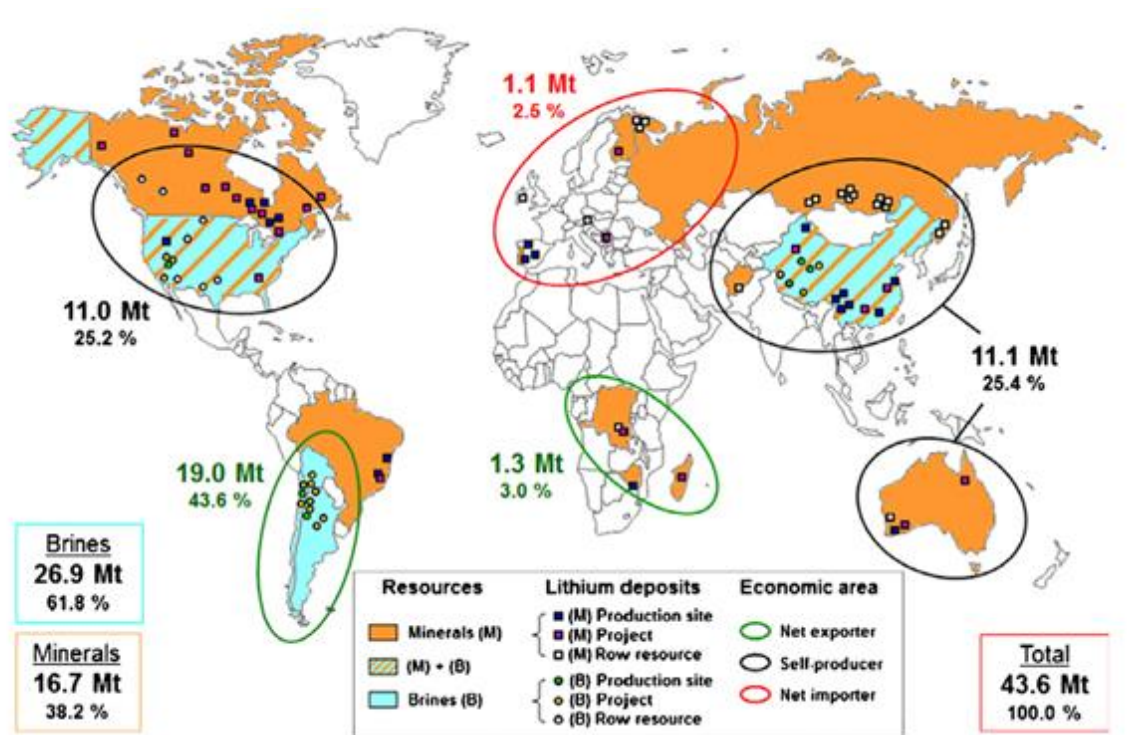 1.1 Mt
2.5 %
11.0 Mt
25.2 %
11.1 Mt
25.4 %
19.0 Mt
43.6 %
1.3 Mt
3.0 %
Brines
26.9 Mt
61.8 %
Minerals
16.7 Mt
38.2 %
Resources
Minerals (M)
(M) + (B)
Brines (B)
Lithium deposits
(M) Production site
(M) Project
(M) Row resource
(B) Production site
(B) Project
(B) Row resource
Economic area
Net exporter
Self-producer
Net importer
Total
43.6 Mt
100.0 %